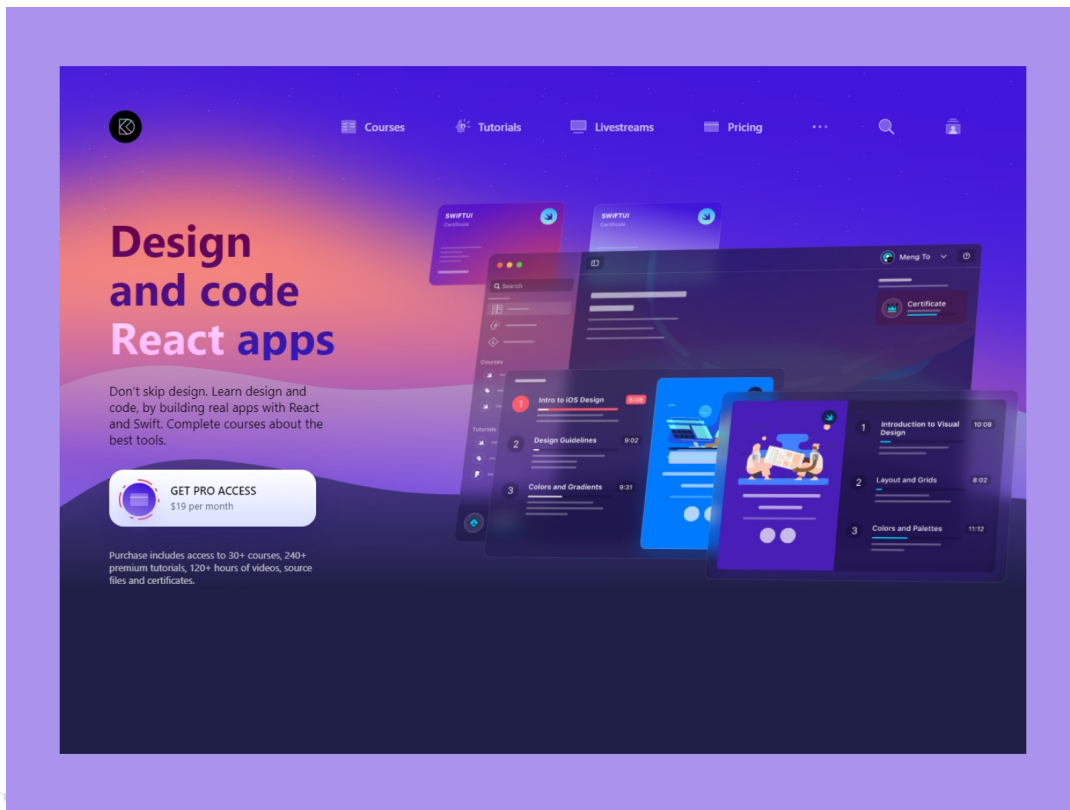 Courses
Tutorials
Livestreams
Pricing
Design
and code
React apps
Don't skip design. Learn design and
code, by building real apps with React
and Swift. Complete courses about the
best tools.
GET PRO ACCESS
$19 per month
Purchase includes access to 30+ courses, 240+
premium tutorials, 120+ hours of videos, source
files and certificates.
SWIFTUI
Certificate
SWIFTUI
Certificate
Meng To
Search
Certificate
Courses
Tutorials
1 Intro to iOS Design 6:08
2 Design Guidelines 9:02
3 Colors and Gradients 9:31
1 Introduction to Visual 10:08
Design
2 Layout and Grids 8:02
3 Colors and Palettes 11:12